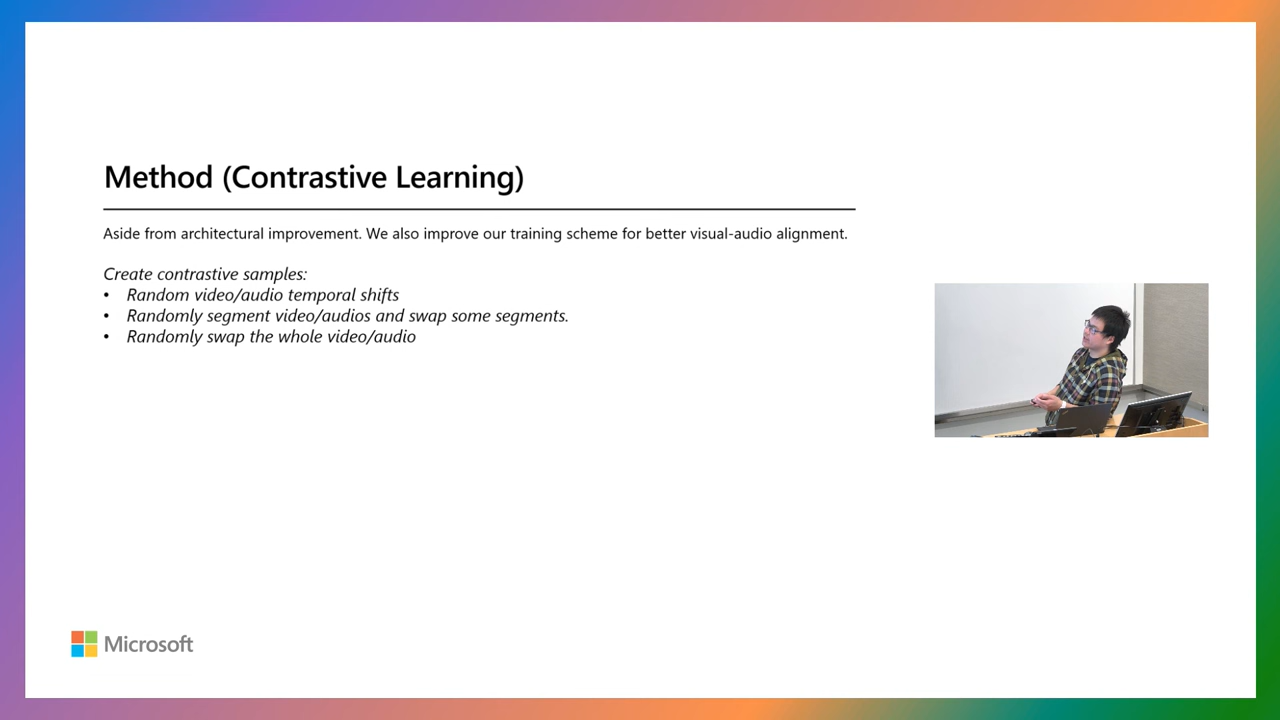 Method (Contrastive Learning)
Aside from architectural improvement. We also improve our training scheme for better visual-audio alignment.
Create contrastive samples:
• Random video/audio temporal shifts
• Randomly segment video/audios and swap some segments.
• Randomly swap the whole video/audio
Microsoft